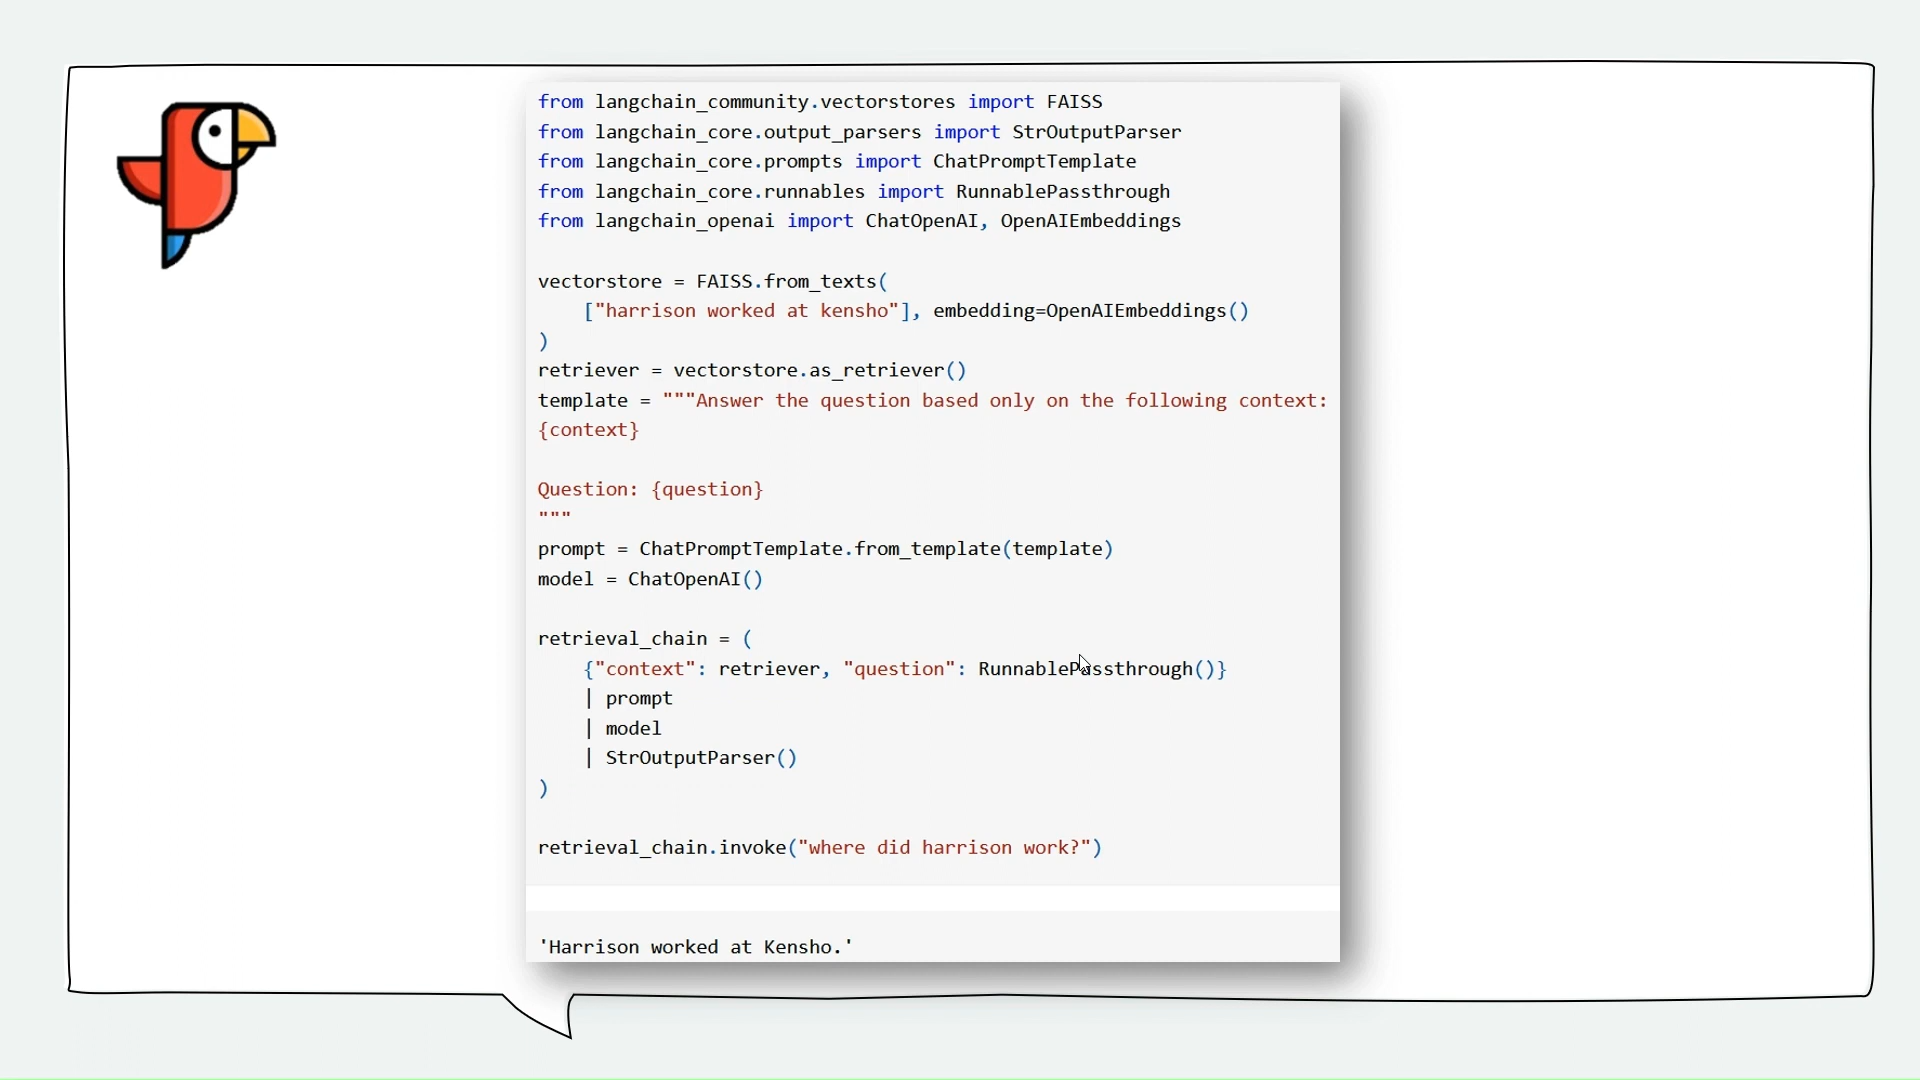 from langchain_community.vectorstores import FAISS
from langchain_core.output_parsers import StrOutputParser
from langchain_core.prompts import ChatPromptTemplate
from langchain_core.runnables import RunnablePassthrough
from langchain_openai import ChatOpenAI, OpenAIEmbeddings

vectorstore = FAISS.from_texts(
    ["harrison worked at kensho"], embedding=OpenAIEmbeddings()
)
retriever = vectorstore.as_retriever()
template = """Answer the question based only on the following context:
{context}

Question: {question}
"""
prompt = ChatPromptTemplate.from_template(template)
model = ChatOpenAI()

retrieval_chain = (
    {"context": retriever, "question": RunnablePassthrough()}
    | prompt
    | model
    | StrOutputParser()
)

retrieval_chain.invoke("where did harrison work?")

'Harrison worked at Kensho.'